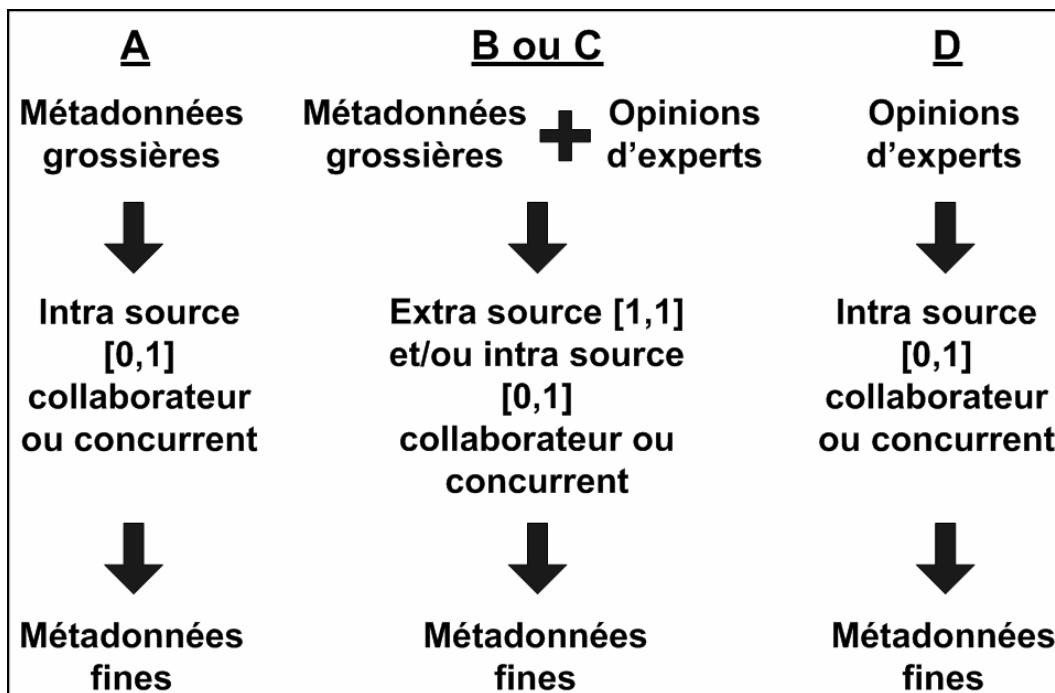 A
Métadonnées
grossières
Intra source
[0,1]
collaborateur
ou concurrent
Métadonnées
fines
B ou C
Métadonnées
grossières
Opinions
d'experts
Extra source [1,1]
et/ou intra source
[0,1]
collaborateur ou
concurrent
Métadonnées
fines
D
Opinions
d'experts
Intra source
[0,1]
collaborateur
ou concurrent
Métadonnées
fines